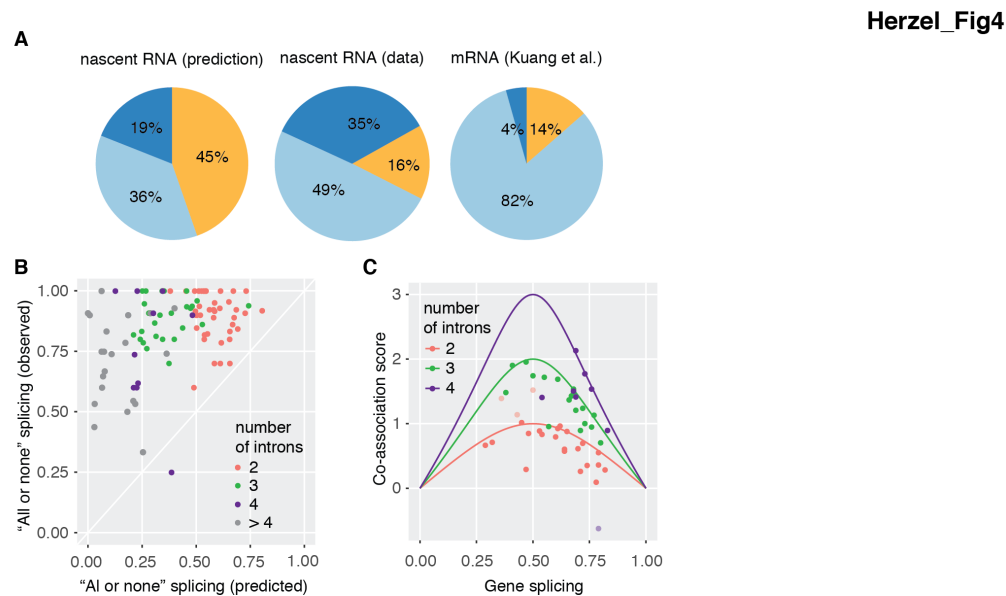 Herzel_Fig4
A
nascent RNA (prediction)
nascent RNA (data)
mRNA (Kuang et al.)
19%
45%
36%
35%
16%
49%
4%
14%
82%
B
1.00
0.75
0.50
0.25
0.00
0.00
0.25
0.50
0.75
1.00
"All or none" splicing (observed)
"Al or none" splicing (predicted)
number
of introns
2
3
4
> 4
C
3
2
1
0
0.00
0.25
0.50
0.75
1.00
Co-association score
Gene splicing
number
of introns
2
3
4